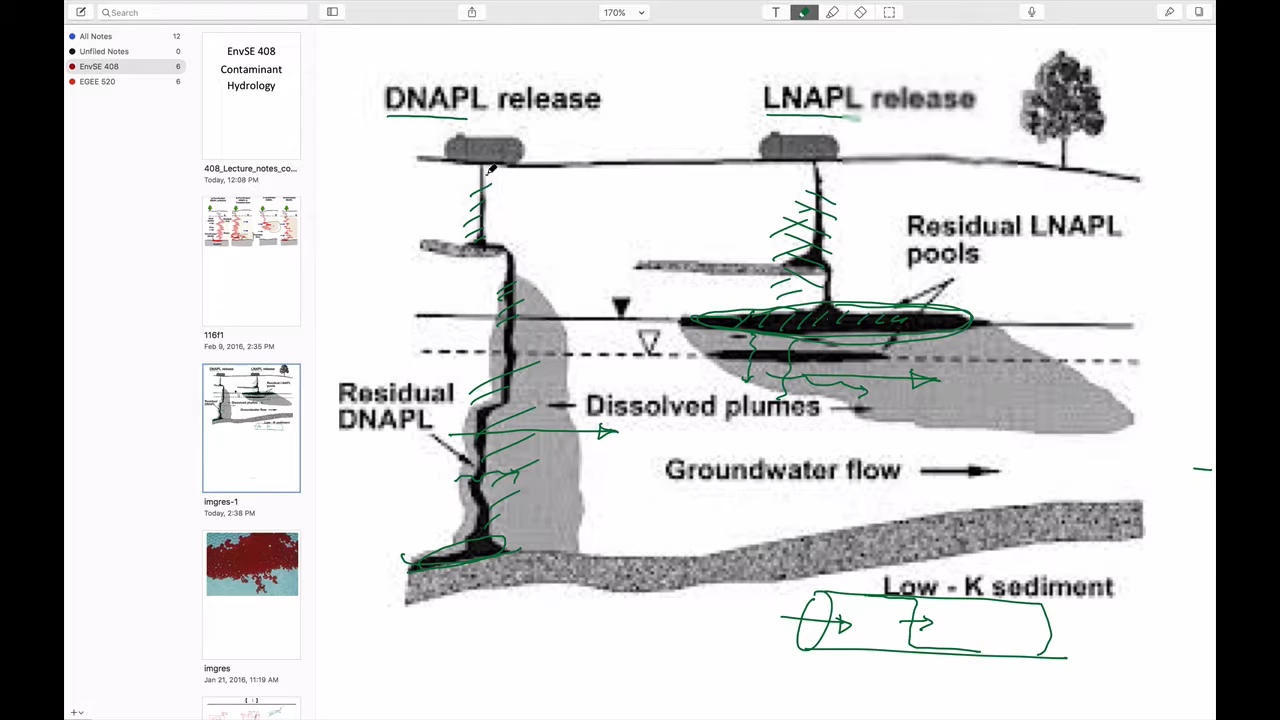 Search
170%
T
All Notes 12
Unfiled Notes 0
EnvSE 408 6
EGEE 520 6
EnvSE 408
Contaminant
Hydrology
408_Lecture_notes_co...
Today, 12:08 PM
116f1
Feb 9, 2016, 2:35 PM
imgres-1
Today, 2:38 PM
imgres
Jan 21, 2016, 11:19 AM
DNAPL release
LNAPL release
Residual LNAPL
pools
Residual
DNAPL
Dissolved plumes
Groundwater flow
Low - K sediment